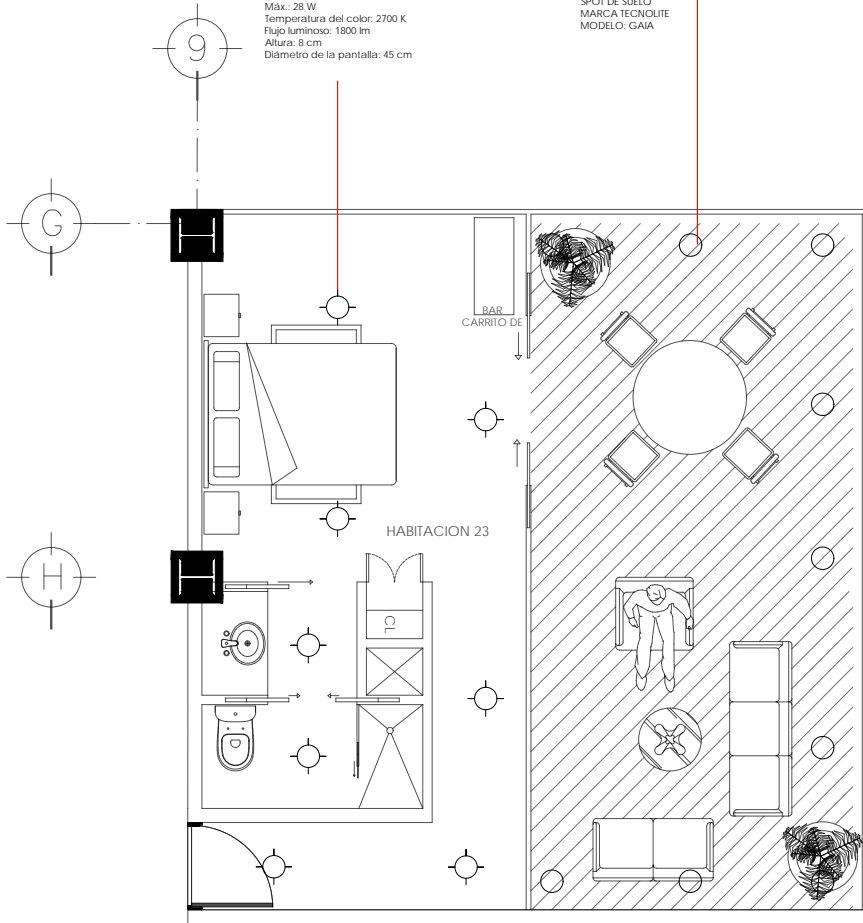 Máx.: 28 W
Temperatura del color: 2700 K
Flujo luminoso: 1800 lm
Altura: 8 cm
Diámetro de la pantalla: 45 cm
SPOT DE SUELO
MARCA TECNOLITE
MODELO: GAIA
9
G
BAR
CARRITO DE
HABITACION 23
H
CL